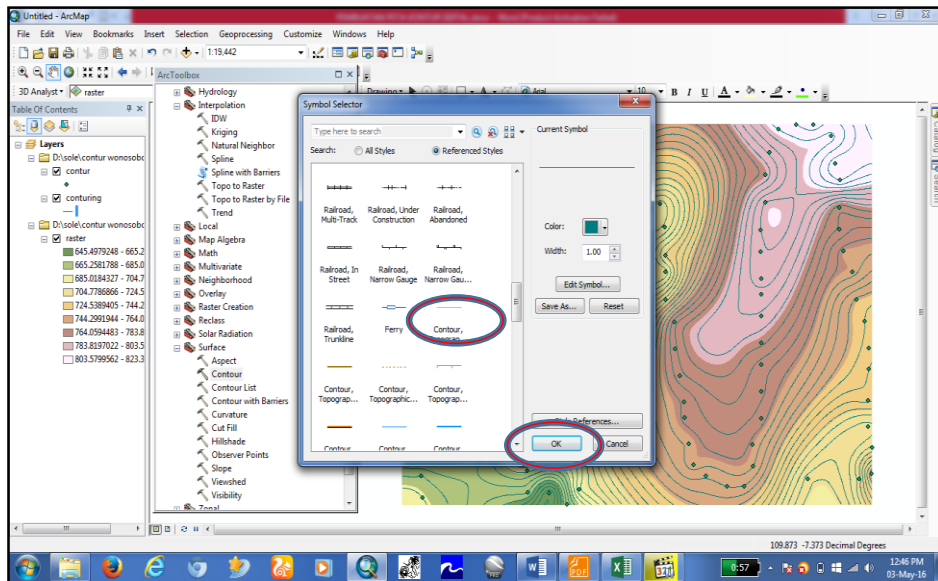 Untitled - ArcMap
File Edit View Bookmarks Insert Selection Geoprocessing Customize Windows Help
1:19,442
ArcToolbox
3D Analyst
raster
Drawing
Arial
10
B I U A
Table Of Contents
Layers
D:\sole\contur wonosobc
contur
conturing
D:\sole\contur wonosobc
raster
645.4979248 - 665.2
665.2581788 - 685.0
685.0184327 - 704.7
704.7786866 - 724.5
724.5389405 - 744.2
744.2991944 - 764.0
764.0594483 - 783.8
783.8197022 - 803.5
803.5799562 - 823.3
Hydrology
Interpolation
IDW
Kriging
Natural Neighbor
Spline
Spline with Barriers
Topo to Raster
Topo to Raster by File
Trend
Local
Map Algebra
Math
Multivariate
Neighborhood
Overlay
Raster Creation
Reclass
Solar Radiation
Surface
Aspect
Contour
Contour List
Contour with Barriers
Curvature
Cut Fill
Hillshade
Observer Points
Slope
Viewshed
Visibility
Zonal
Symbol Selector
Type here to search
Search:
All Styles
Referenced Styles
Railroad, Multi-Track
Railroad, Under Construction
Railroad, Abandoned
Railroad, In Street
Railroad, Narrow Gauge
Railroad, Narrow Gau...
Railroad, Trunkline
Ferry
Contour,
Contour, Topograp...
Contour, Topographic...
Contour, Topograp...
Contour
Contour
Contour
Current Symbol
Color:
Width: 1.00
Edit Symbol...
Save As...
Reset
Style References...
OK
Cancel
Catalog
Search
109.873 -7.373 Decimal Degrees
0:57
12:46 PM
03-May-16